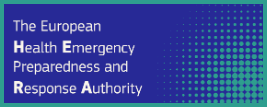 The European
Health Emergency
Preparedness and
Response Authority